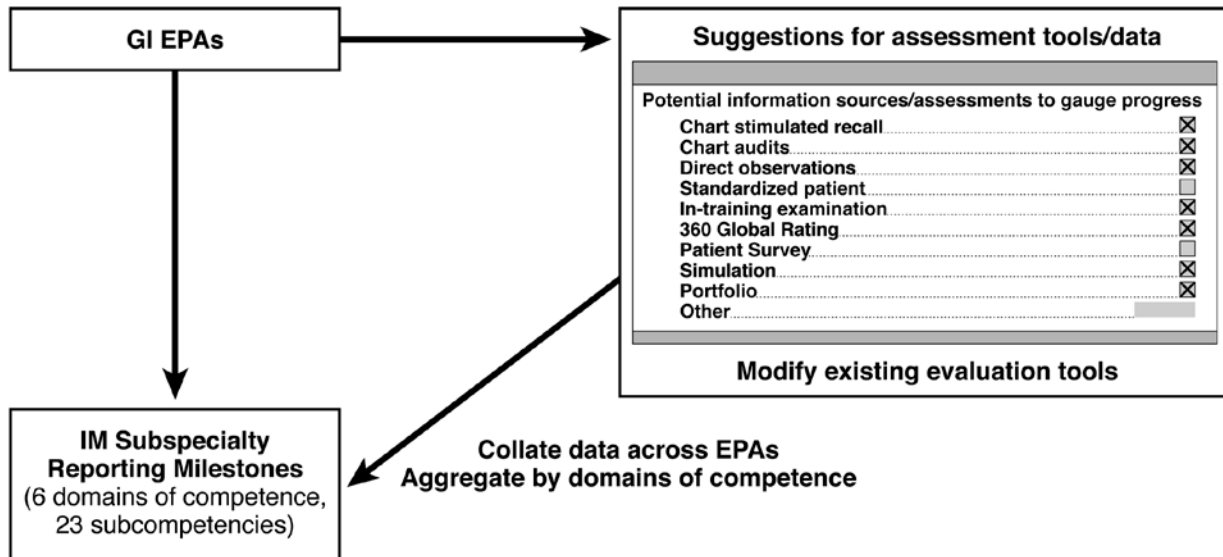 GI EPAs
Suggestions for assessment tools/data
Potential information sources/assessments to gauge progress
Chart stimulated recall
Chart audits
Direct observations
Standardized patient
In-training examination
360 Global Rating
Patient Survey
Simulation
Portfolio
Other
Modify existing evaluation tools
IM Subspecialty
Reporting Milestones
(6 domains of competence,
23 subcompetencies)
Collate data across EPAs
Aggregate by domains of competence